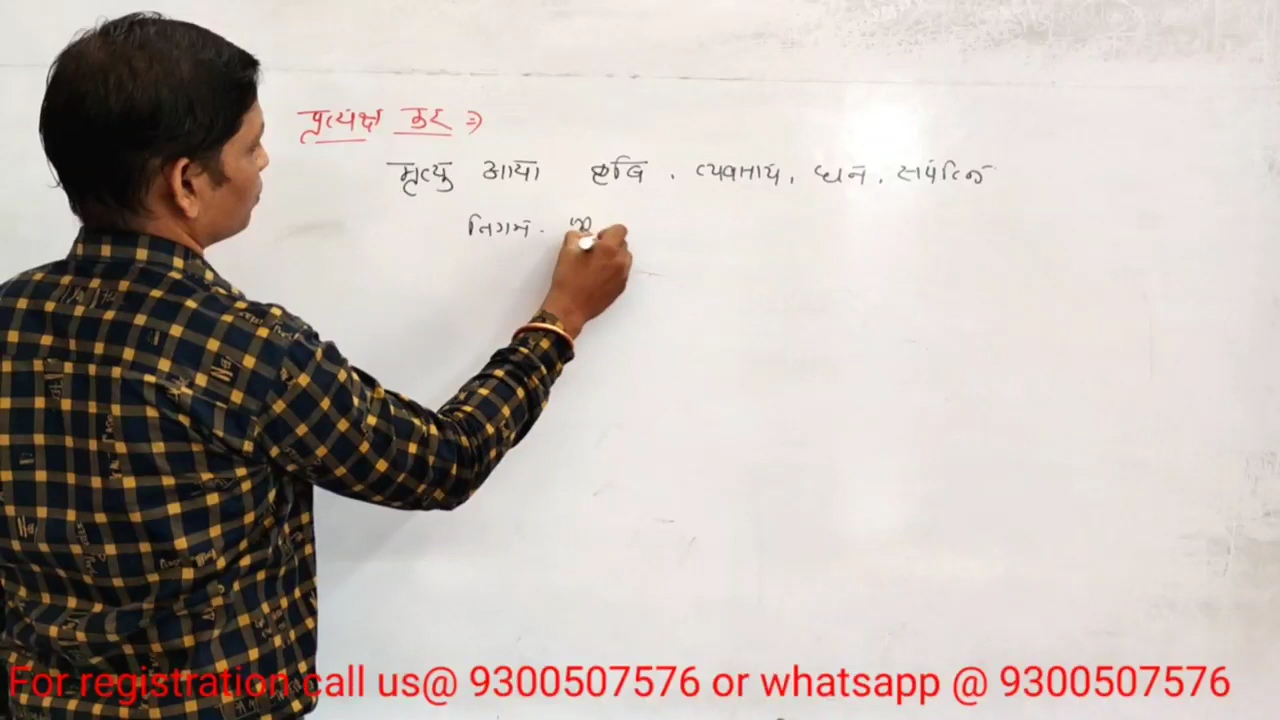 प्रत्यक्ष कर ⇒
मृत्यु आया कृषि, व्यवसाय, धन, संपत्ति
निगम,
For registration call us@ 9300507576 or whatsapp @ 9300507576